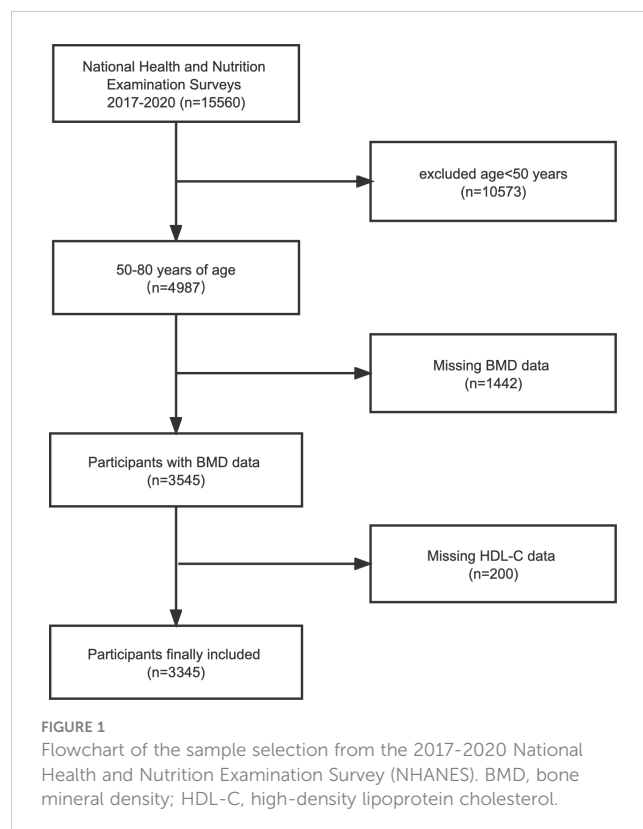 National Health and Nutrition
Examination Surveys
2017-2020 (n=15560)
excluded age<50 years
(n=10573)
50-80 years of age
(n=4987)
Missing BMD data
(n=1442)
Participants with BMD data
(n=3545)
Missing HDL-C data
(n=200)
Participants finally included
(n=3345)
FIGURE 1
Flowchart of the sample selection from the 2017-2020 National
Health and Nutrition Examination Survey (NHANES). BMD, bone
mineral density; HDL-C, high-density lipoprotein cholesterol.